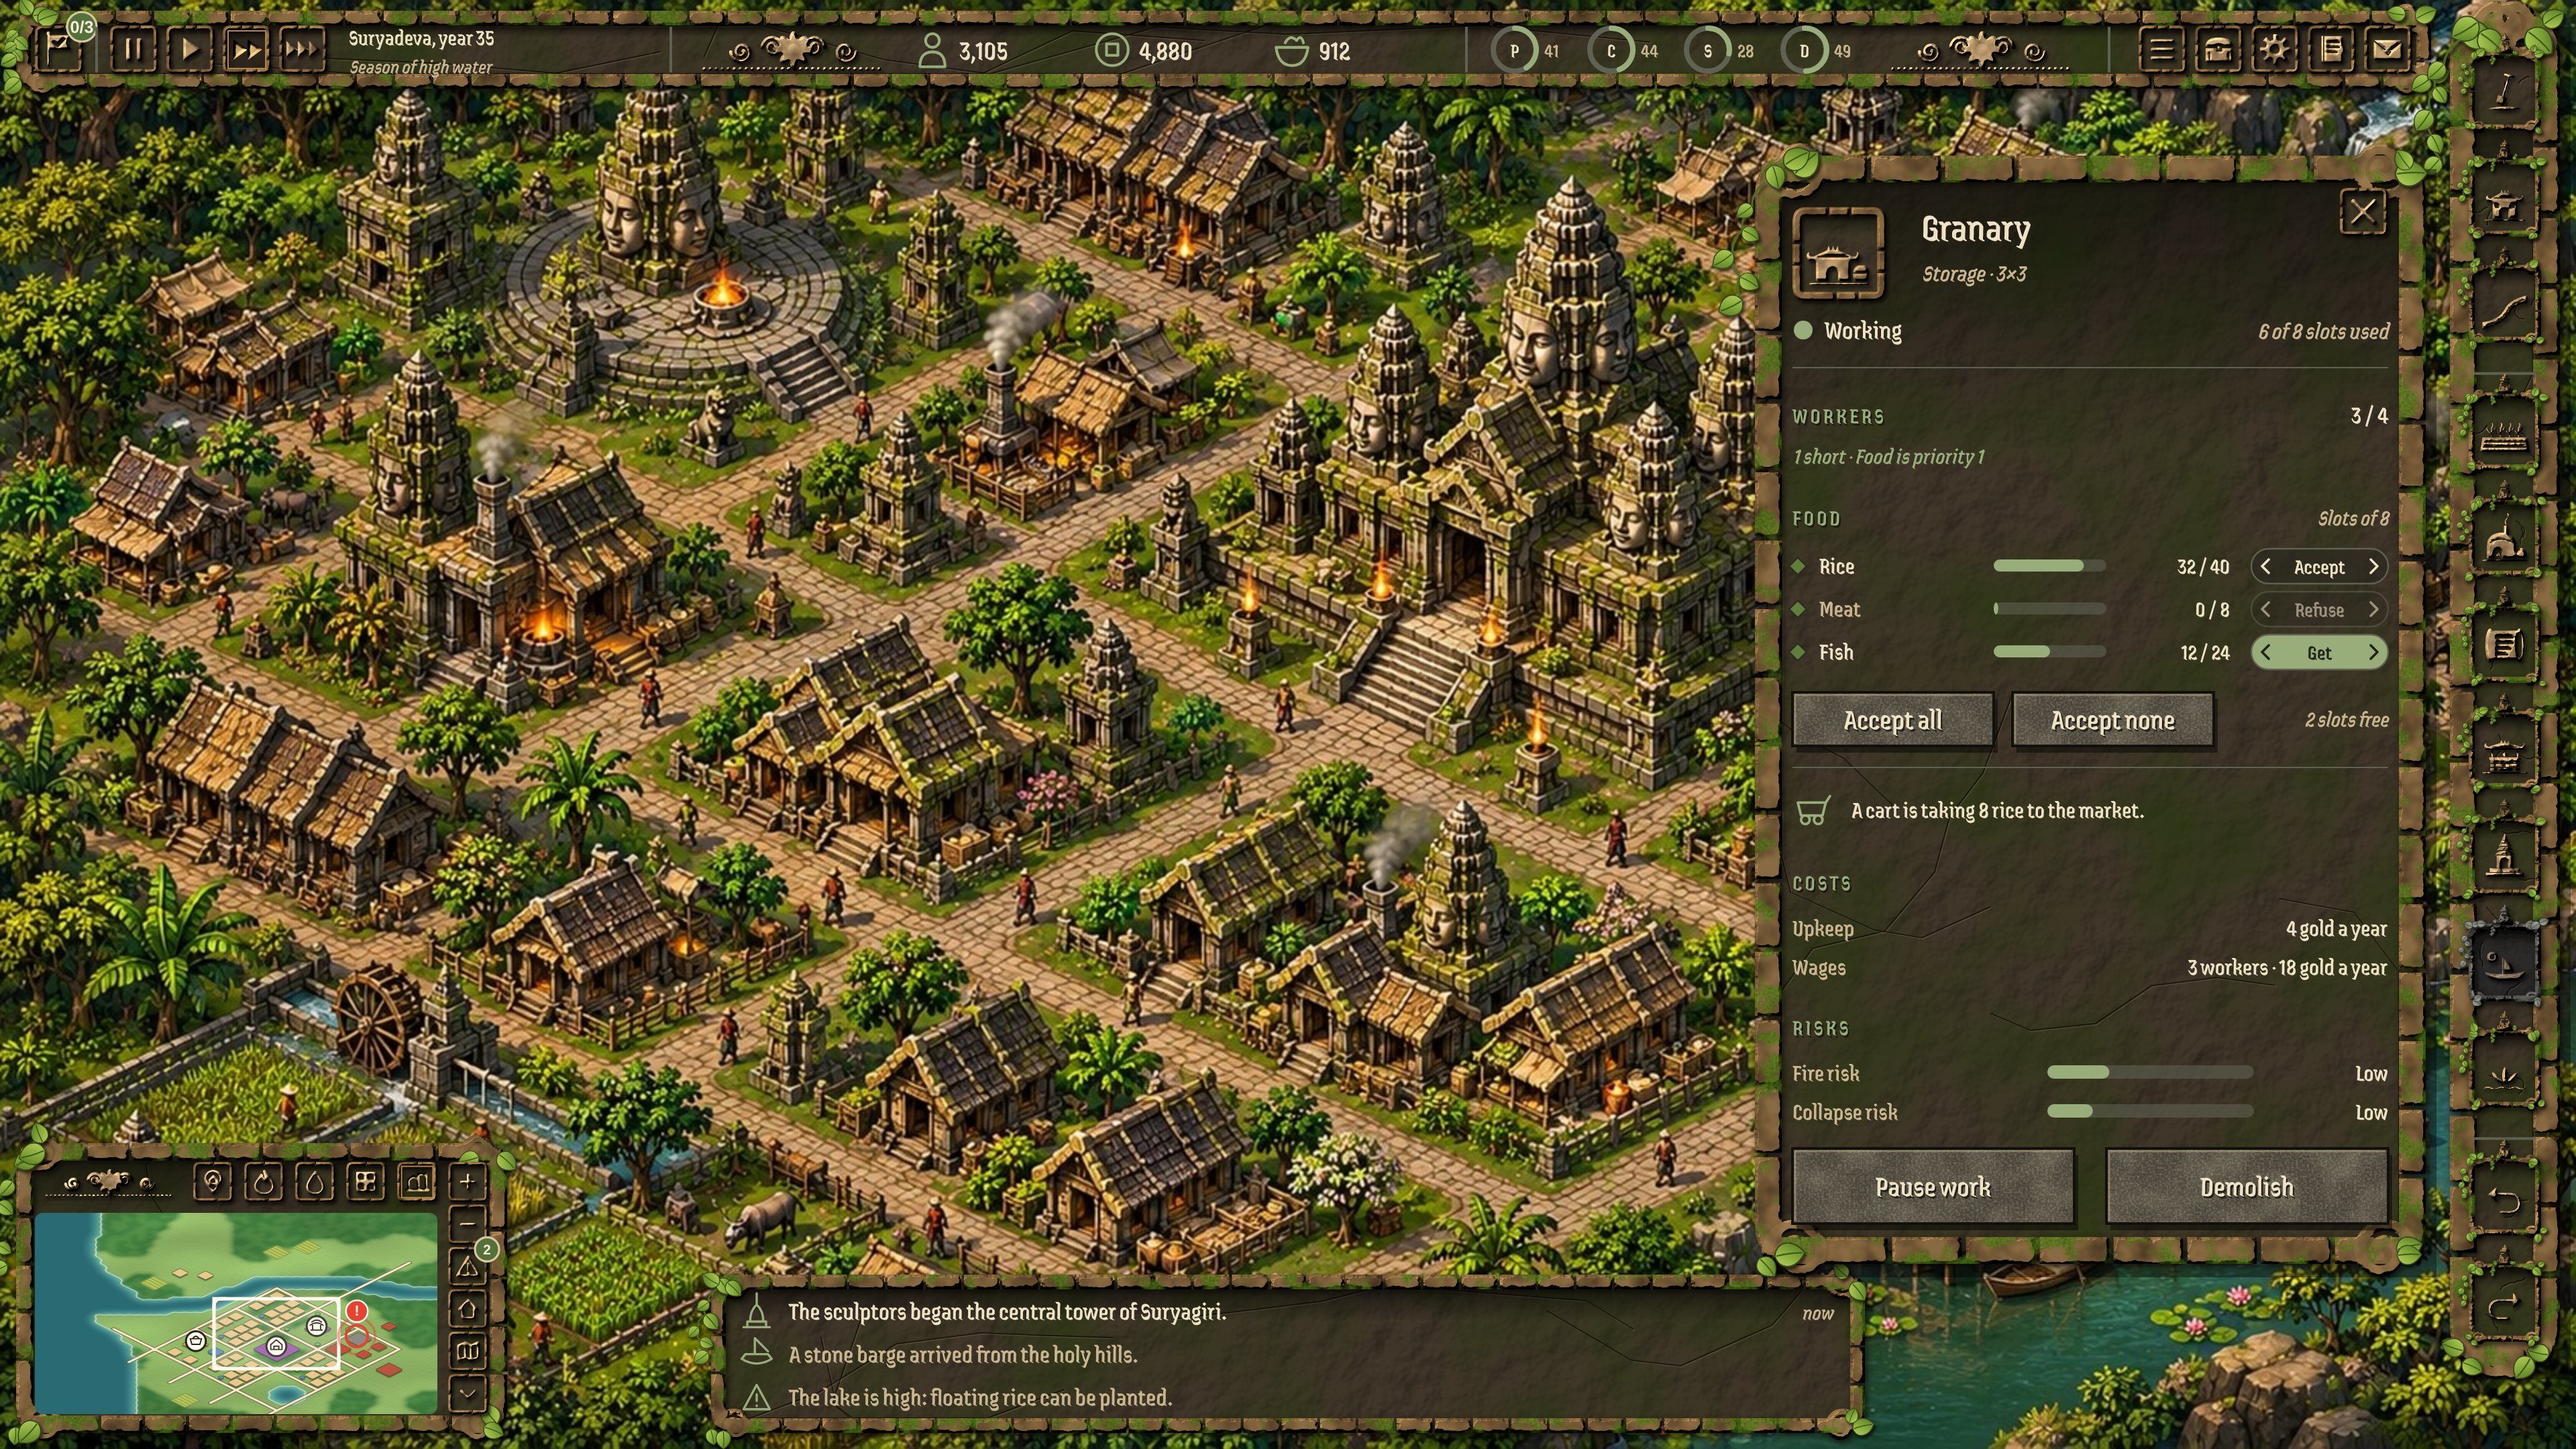 0/3
Suryadeva, year 35
Season of high water
3,105
4,880
912
P 41
C 44
S 28
D 49
Granary
Storage · 3×3
Working
6 of 8 slots used
WORKERS
3 / 4
1 short · Food is priority 1
FOOD
Slots of 8
Rice
32 / 40
Accept
Meat
0 / 8
Refuse
Fish
12 / 24
Get
Accept all
Accept none
2 slots free
A cart is taking 8 rice to the market.
COSTS
Upkeep
4 gold a year
Wages
3 workers · 18 gold a year
RISKS
Fire risk
Low
Collapse risk
Low
Pause work
Demolish
2
!
The sculptors began the central tower of Suryagiri.
now
A stone barge arrived from the holy hills.
The lake is high: floating rice can be planted.